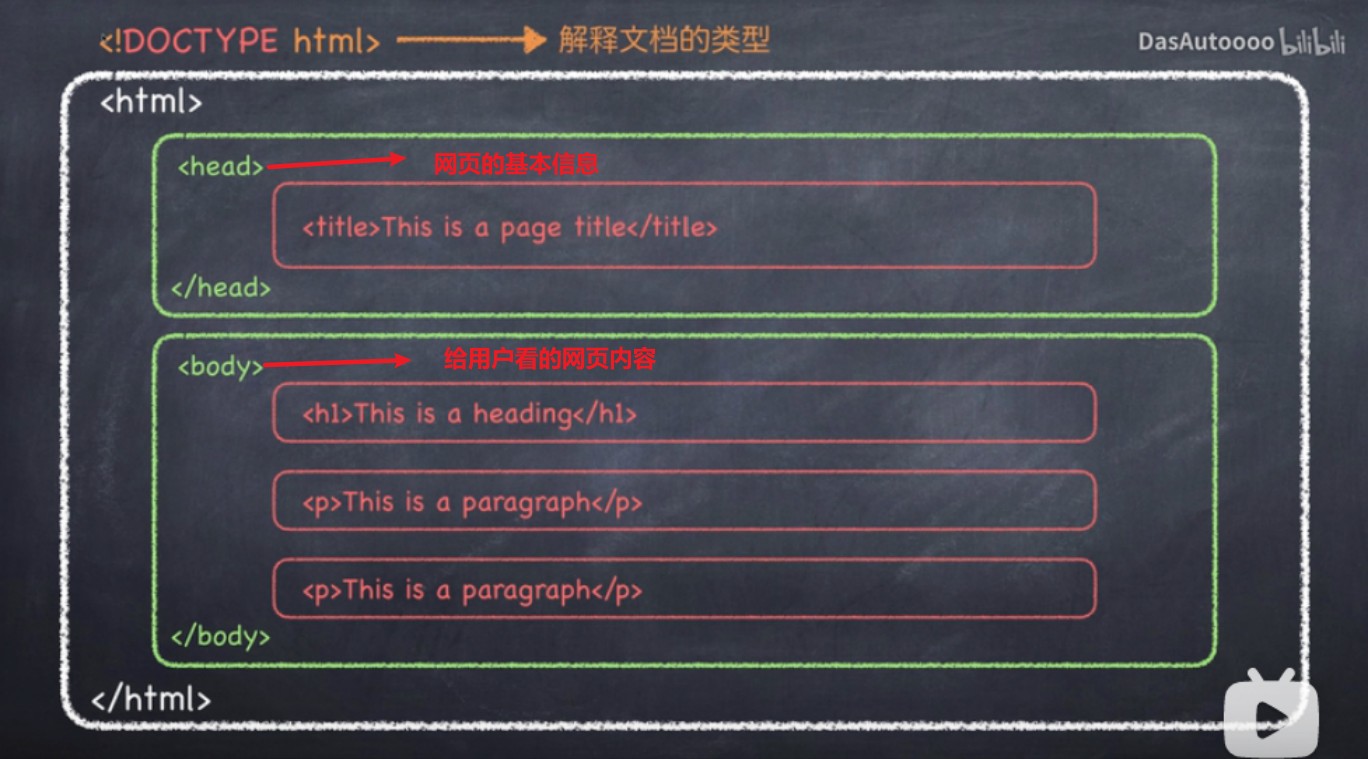 <!DOCTYPE html> 解释文档的类型
DasAutoooo bilibili
<html>
<head> 网页的基本信息
<title>This is a page title</title>
</head>
<body> 给用户看的网页内容
<h1>This is a heading</h1>
<p>This is a paragraph</p>
<p>This is a paragraph</p>
</body>
</html>